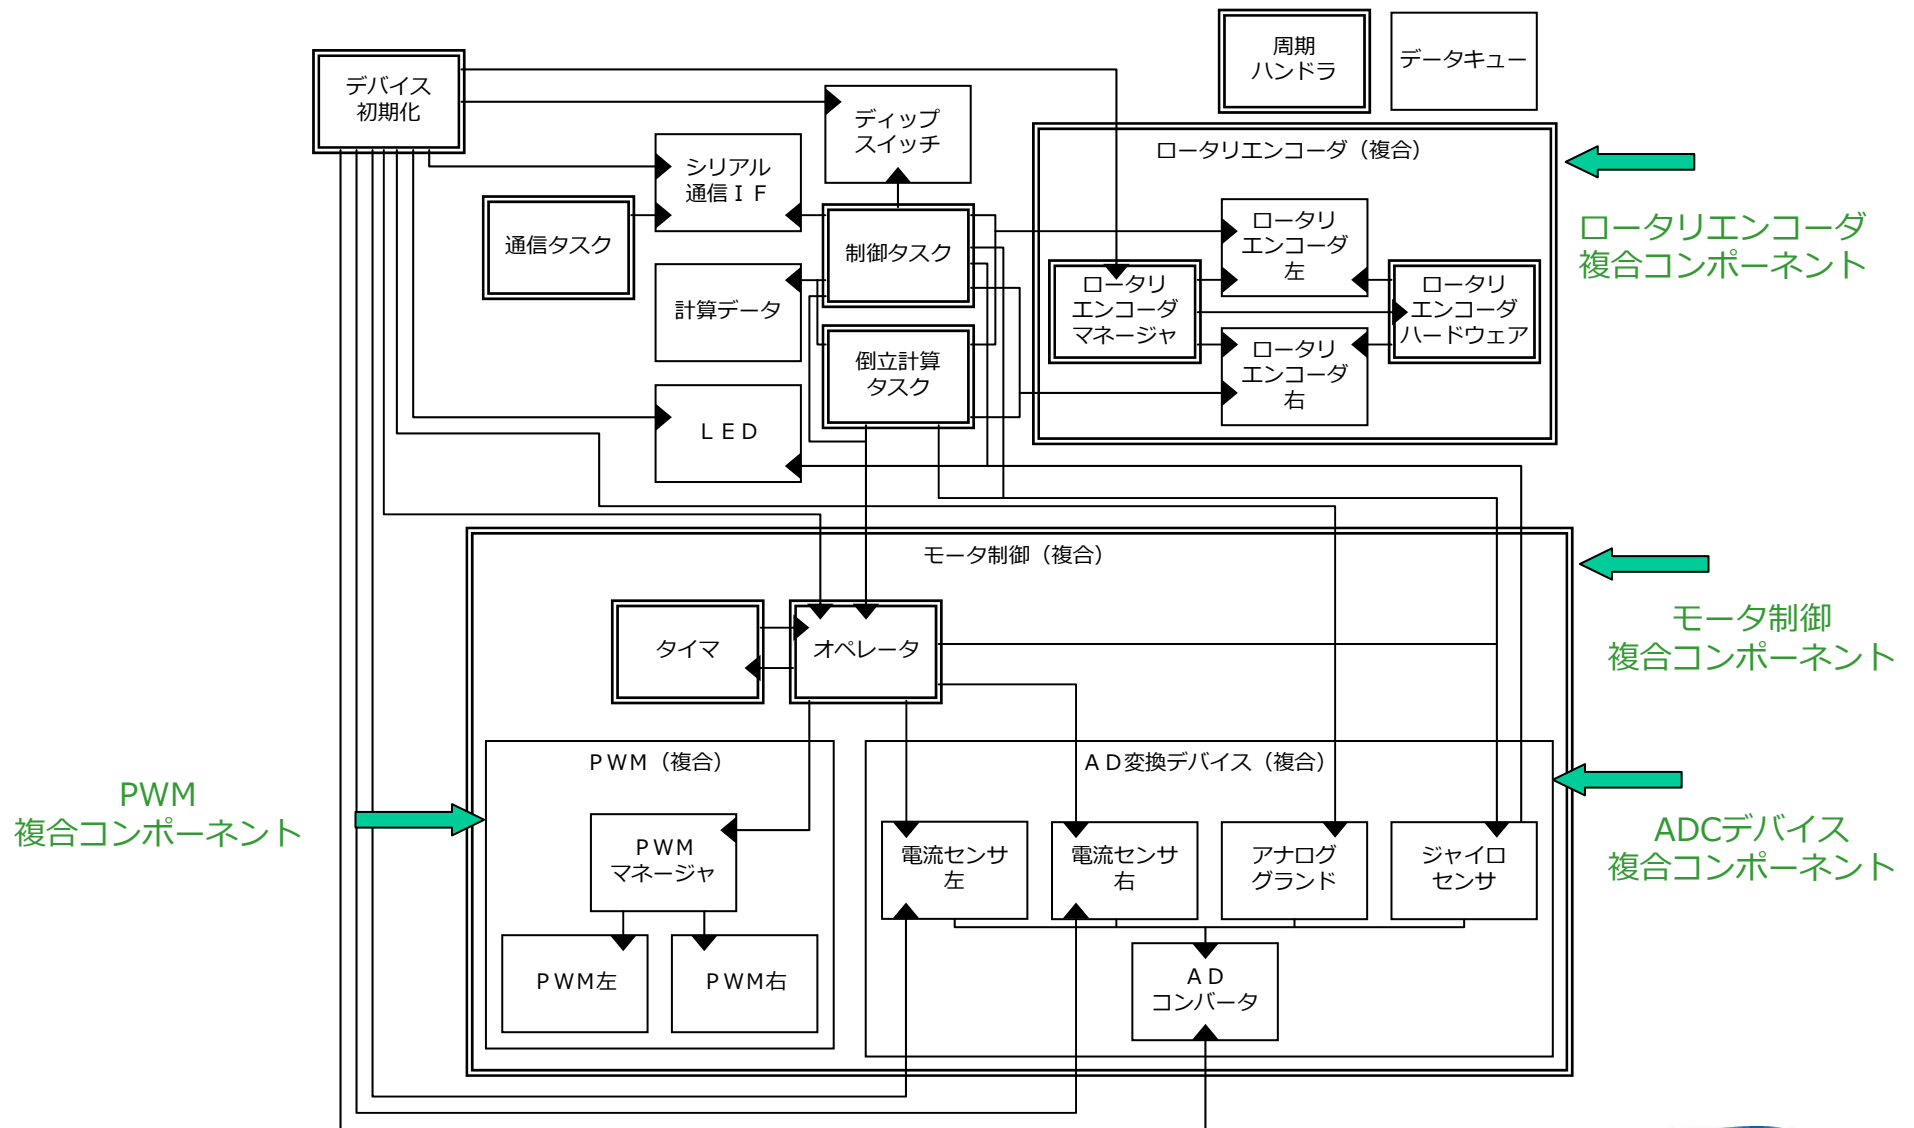 周期
ハンドラ
データキュー
デバイス
初期化
ディップ
スイッチ
シリアル
通信ＩＦ
ロータリエンコーダ（複合）
通信タスク
制御タスク
ロータリ
エンコーダ
左
ロータリエンコーダ
複合コンポーネント
計算データ
ロータリ
エンコーダ
マネージャ
ロータリ
エンコーダ
ハードウェア
倒立計算
タスク
ロータリ
エンコーダ
右
ＬＥＤ
モータ制御（複合）
モータ制御
複合コンポーネント
タイマ
オペレータ
ＰＷＭ（複合）
ＡＤ変換デバイス（複合）
PWM
複合コンポーネント
ＰＷＭ
マネージャ
電流センサ
左
電流センサ
右
アナログ
グランド
ジャイロ
センサ
ADCデバイス
複合コンポーネント
ＰＷＭ左
ＰＷＭ右
ＡＤ
コンバータ